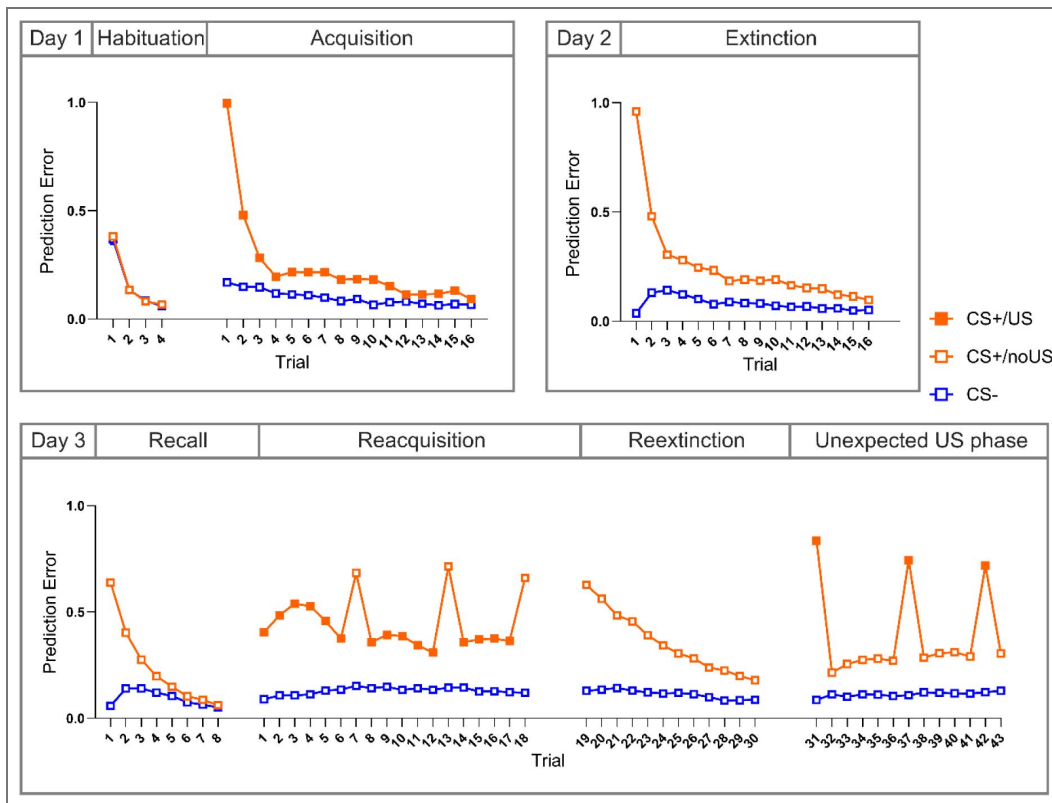 Day 1 Habituation Acquisition
Prediction Error
1.0
0.5
0.0
1 2 3 4 1 2 3 4 5 6 7 8 9 10 11 12 13 14 15 16
Trial
Day 2 Extinction
Prediction Error
1.0
0.5
0.0
1 2 3 4 5 6 7 8 9 10 11 12 13 14 15 16
Trial
CS+/US
CS+/noUS
CS-
Day 3 Recall Reacquisition Reextinction Unexpected US phase
Prediction Error
1.0
0.5
0.0
1 2 3 4 5 6 7 8 1 2 3 4 5 6 7 8 9 10 11 12 13 14 15 16 17 18 19 20 21 22 23 24 25 26 27 28 29 30 31 32 33 34 35 36 37 38 39 40 41 42 43
Trial